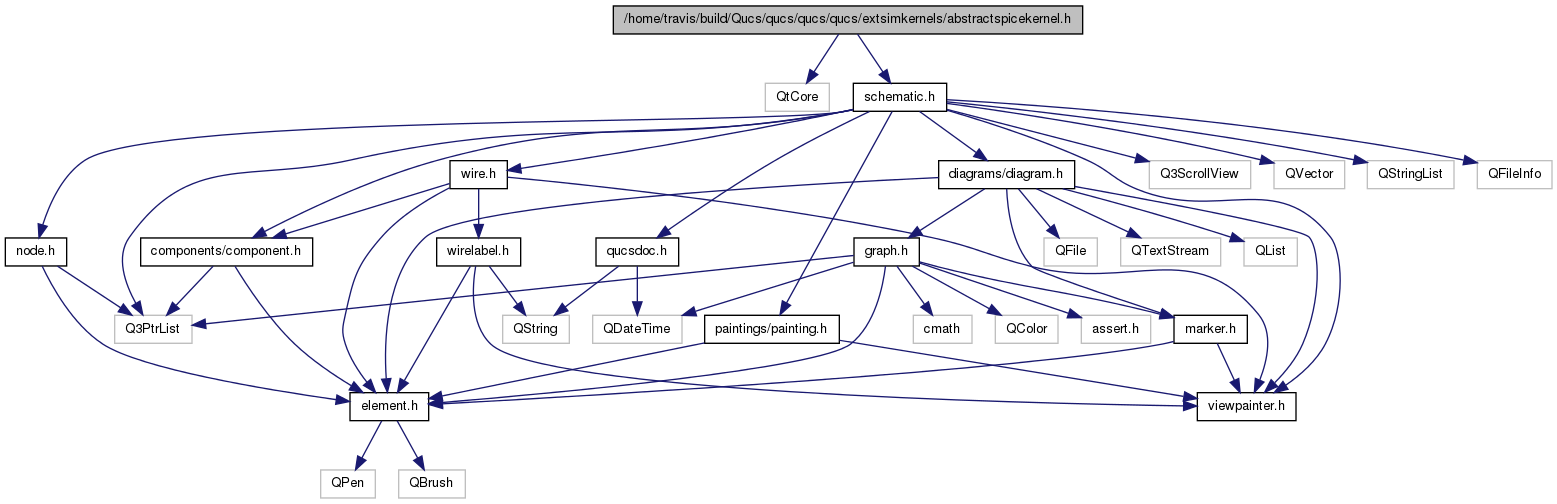 /home/travis/build/Qucs/qucs/qucs/qucs/extsimkernels/abstractspicekernel.h
QtCore
schematic.h
wire.h
diagrams/diagram.h
Q3ScrollView
QVector
QStringList
QFileInfo
node.h
components/component.h
wirelabel.h
qucsdoc.h
graph.h
QFile
QTextStream
QList
Q3PtrList
QString
QDateTime
paintings/painting.h
cmath
QColor
assert.h
marker.h
element.h
viewpainter.h
QPen
QBrush